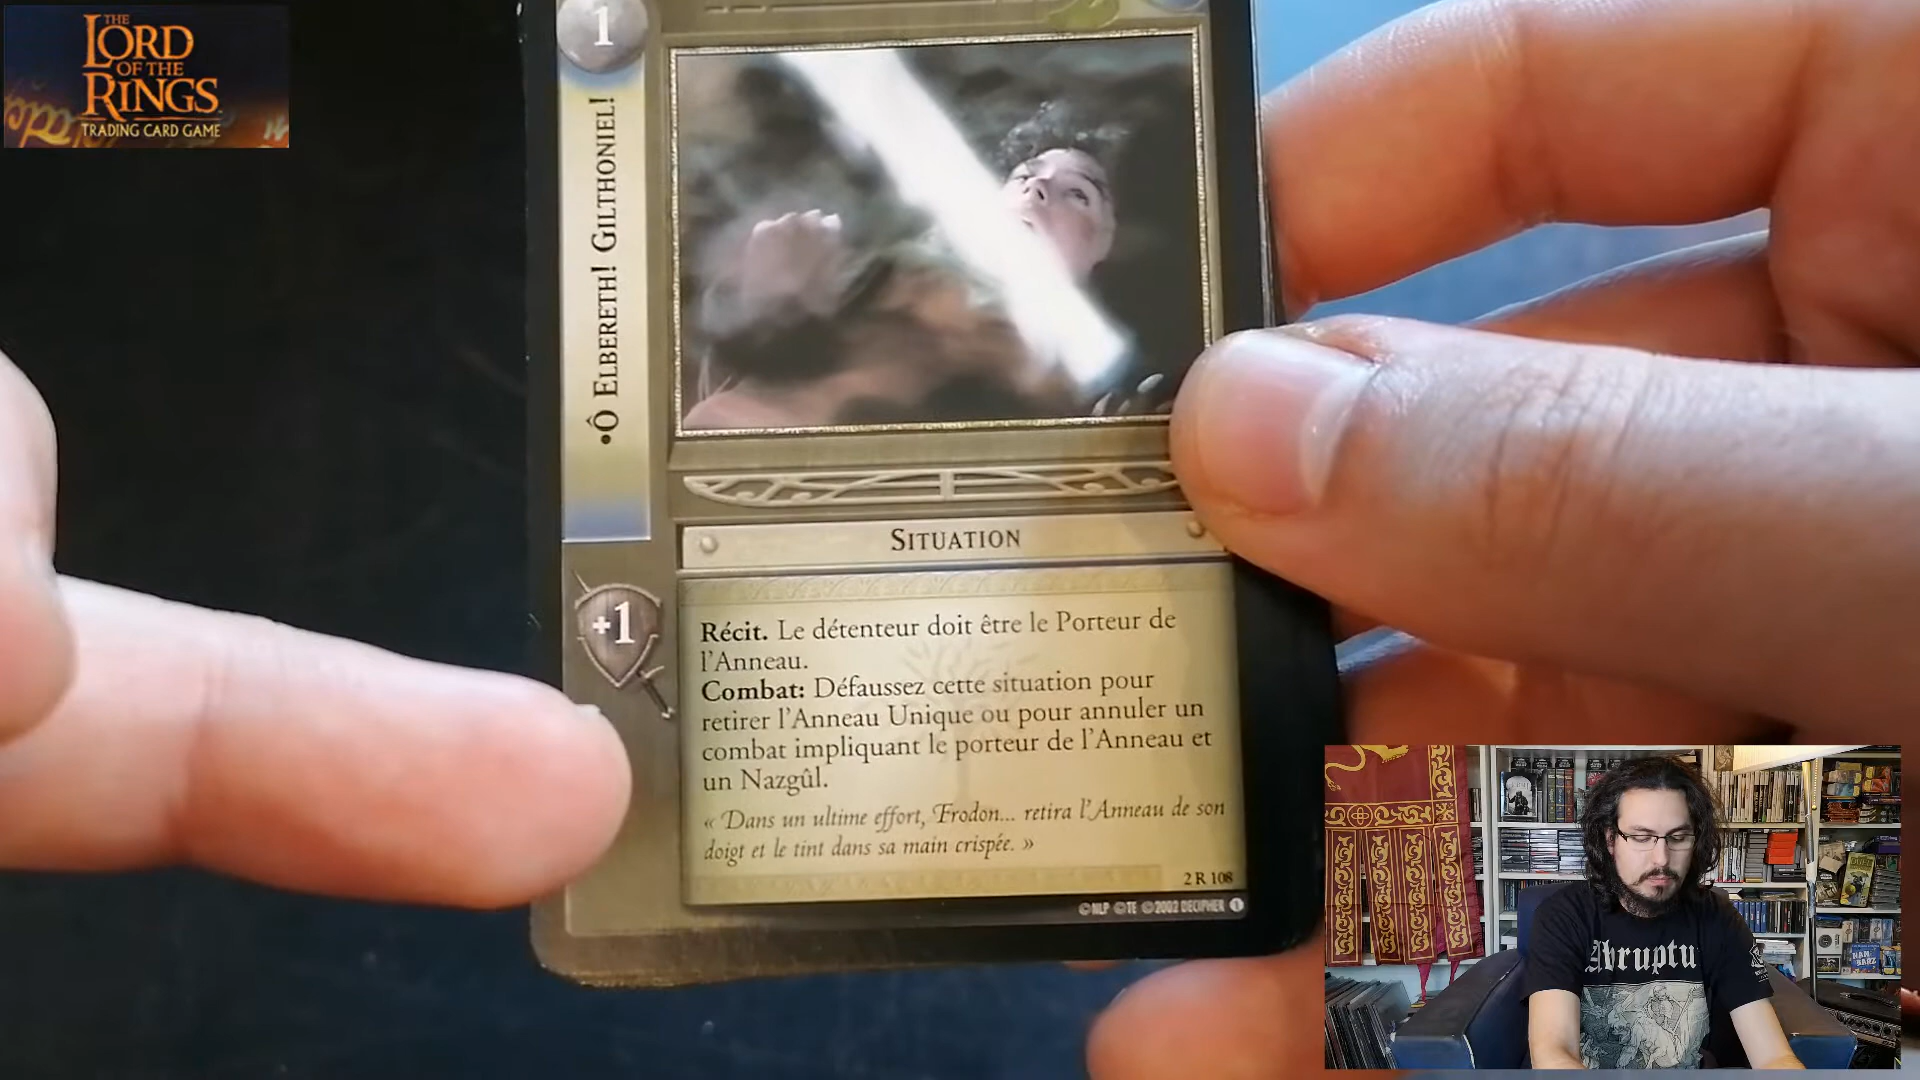 THE
LORD
OF THE
RINGS
TRADING CARD GAME
1
•Ô ELBERETH! GILTHONIEL!
SITUATION
+1
Récit. Le détenteur doit être le Porteur de
l'Anneau.
Combat: Défaussez cette situation pour
retirer l'Anneau Unique ou pour annuler un
combat impliquant le porteur de l'Anneau et
un Nazgûl.
« Dans un ultime effort, Frodon... retira l'Anneau de son
doigt et le tint dans sa main crispée. »
2 R 108
©NLP ©TE ©2002 DECIPHER 1
Abruptu